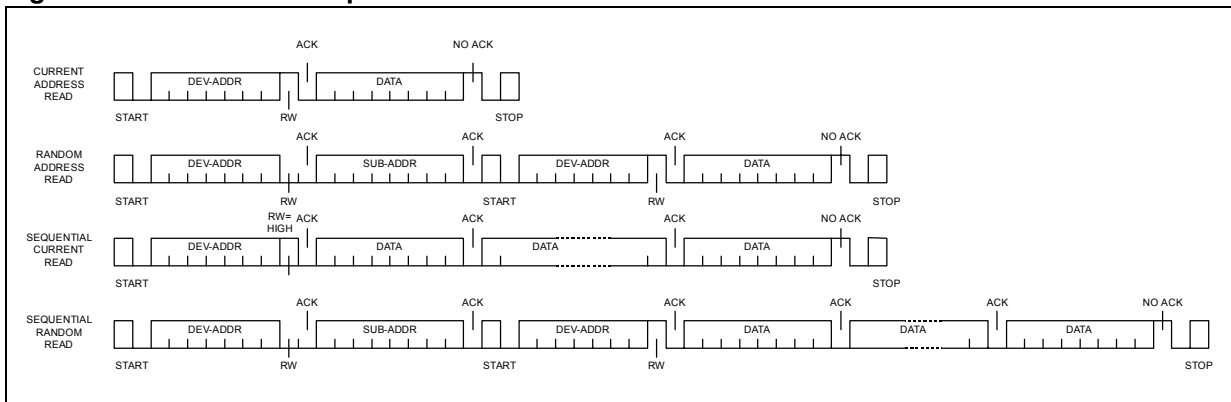 ACK NO ACK
CURRENT
ADDRESS
READ
DEV-ADDR DATA
START RW STOP
ACK ACK ACK NO ACK
RANDOM
ADDRESS
READ
DEV-ADDR SUB-ADDR DEV-ADDR DATA
START RW START RW STOP
RW=
HIGH
ACK ACK ACK NO ACK
SEQUENTIAL
CURRENT
READ
DEV-ADDR DATA DATA DATA
START STOP
ACK ACK ACK ACK ACK NO ACK
SEQUENTIAL
RANDOM
READ
DEV-ADDR SUB-ADDR DEV-ADDR DATA DATA DATA
START RW START RW STOP